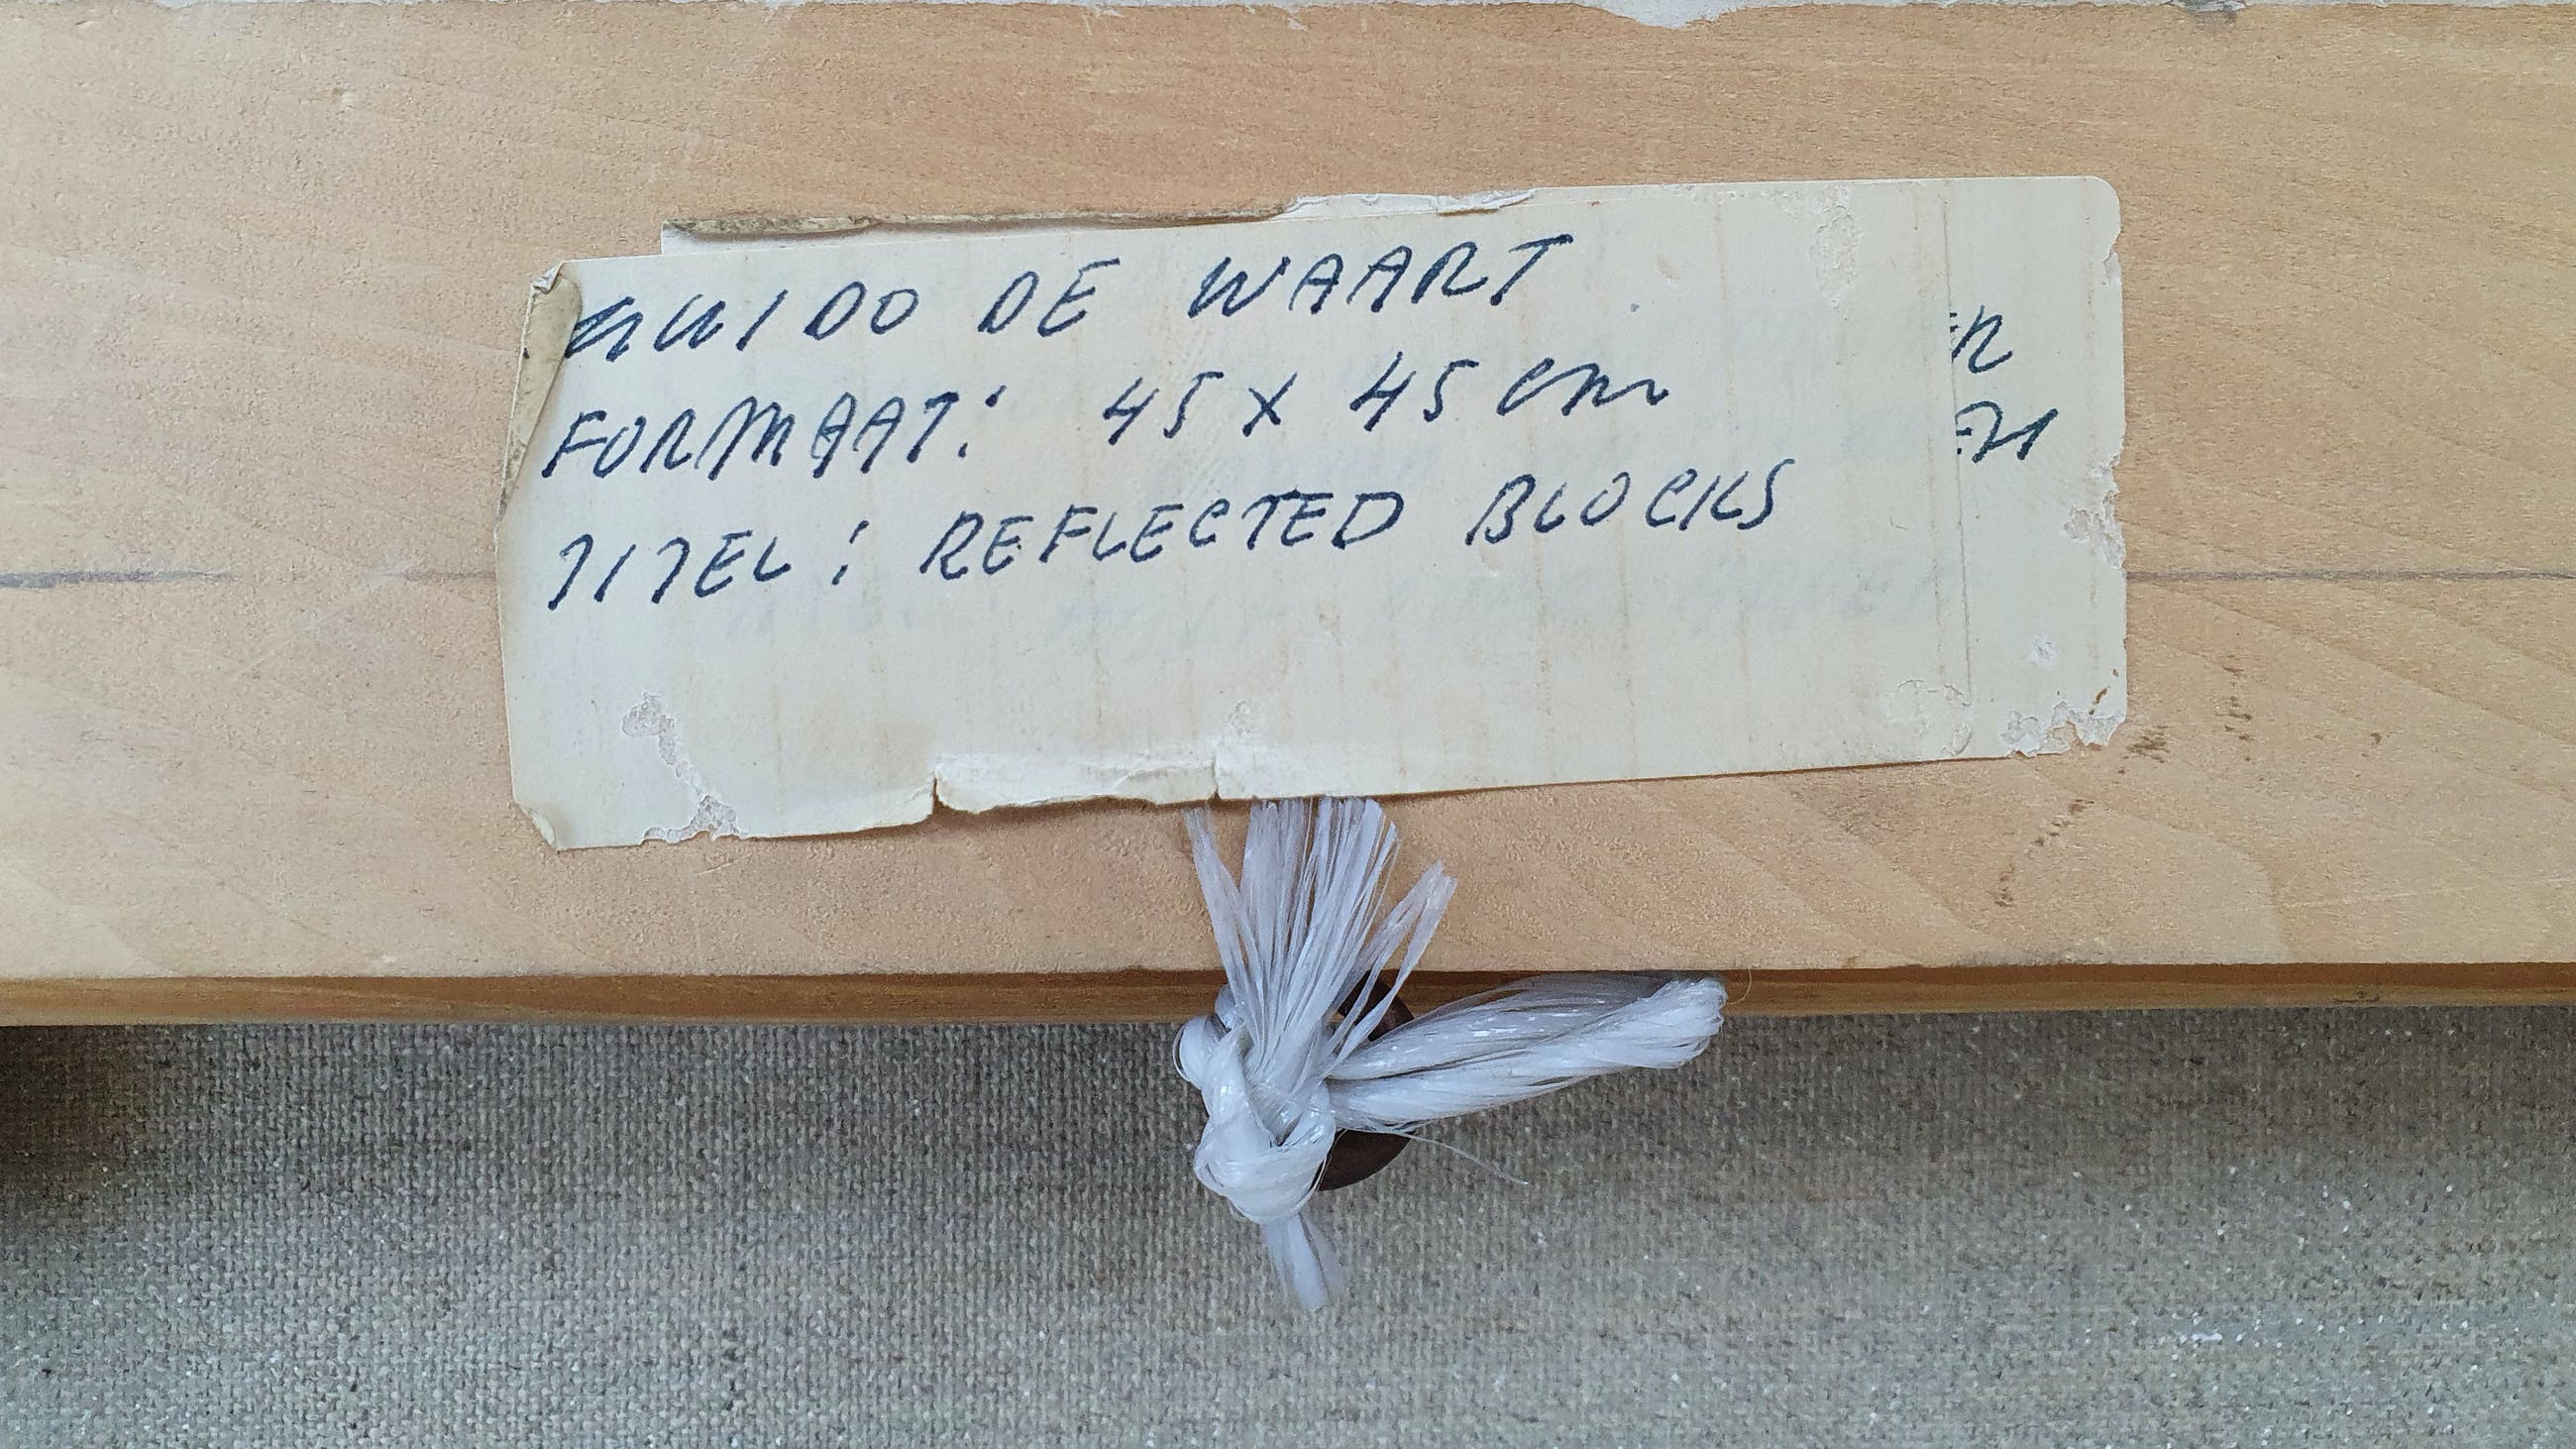 GUIDO DE WAART
FORMAAT: 45 x 45 cm
TITEL: REFLECTED BLOCKS